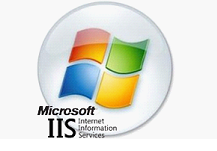 Microsoft
IIS Internet
Information
Services